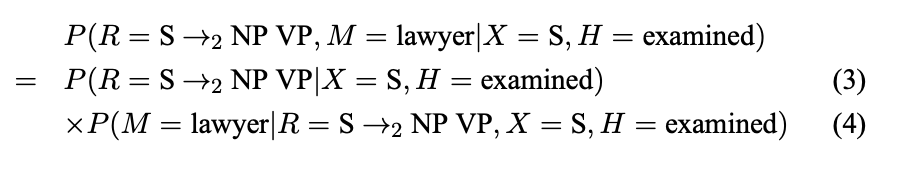 P(R = S →₂ NP VP, M = lawyer|X = S, H = examined)
= P(R = S →₂ NP VP|X = S, H = examined) (3)
×P(M = lawyer|R = S →₂ NP VP, X = S, H = examined) (4)